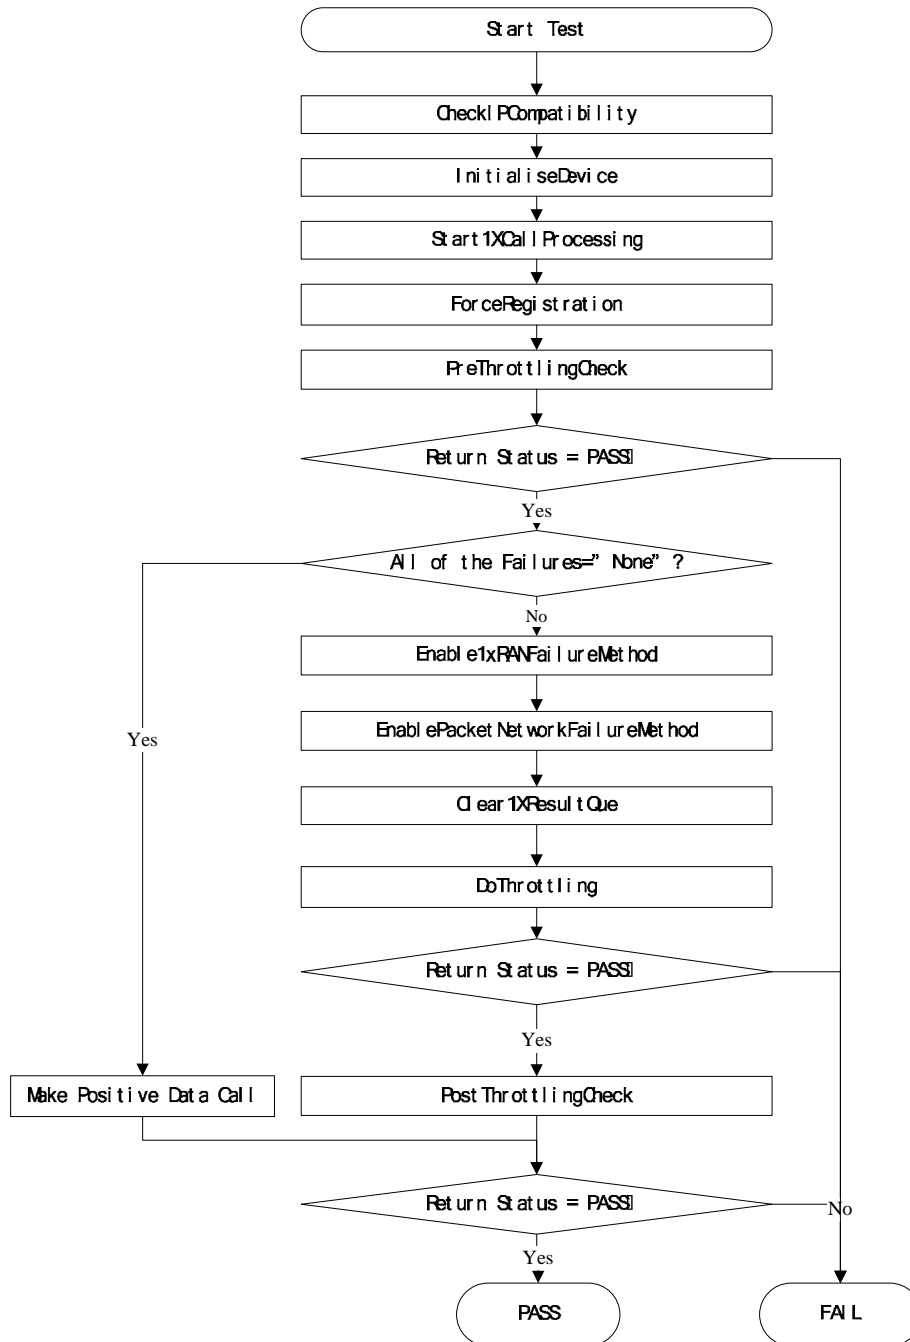 Start Test
CheckIPCompatibility
InitialiseDevice
Start1XCallProcessing
ForceRegistration
PreThrottlingCheck
Return Status = PASS
Yes
All of the Failures=”None”?
No
Enable1xRANFailureMethod
EnablePacketNetworkFailureMethod
Yes
Clear1XResultQue
DoThrottling
Return Status = PASS
Yes
Make Positive Data Call
PostThrottlingCheck
Return Status = PASS
No
Yes
PASS
FAIL